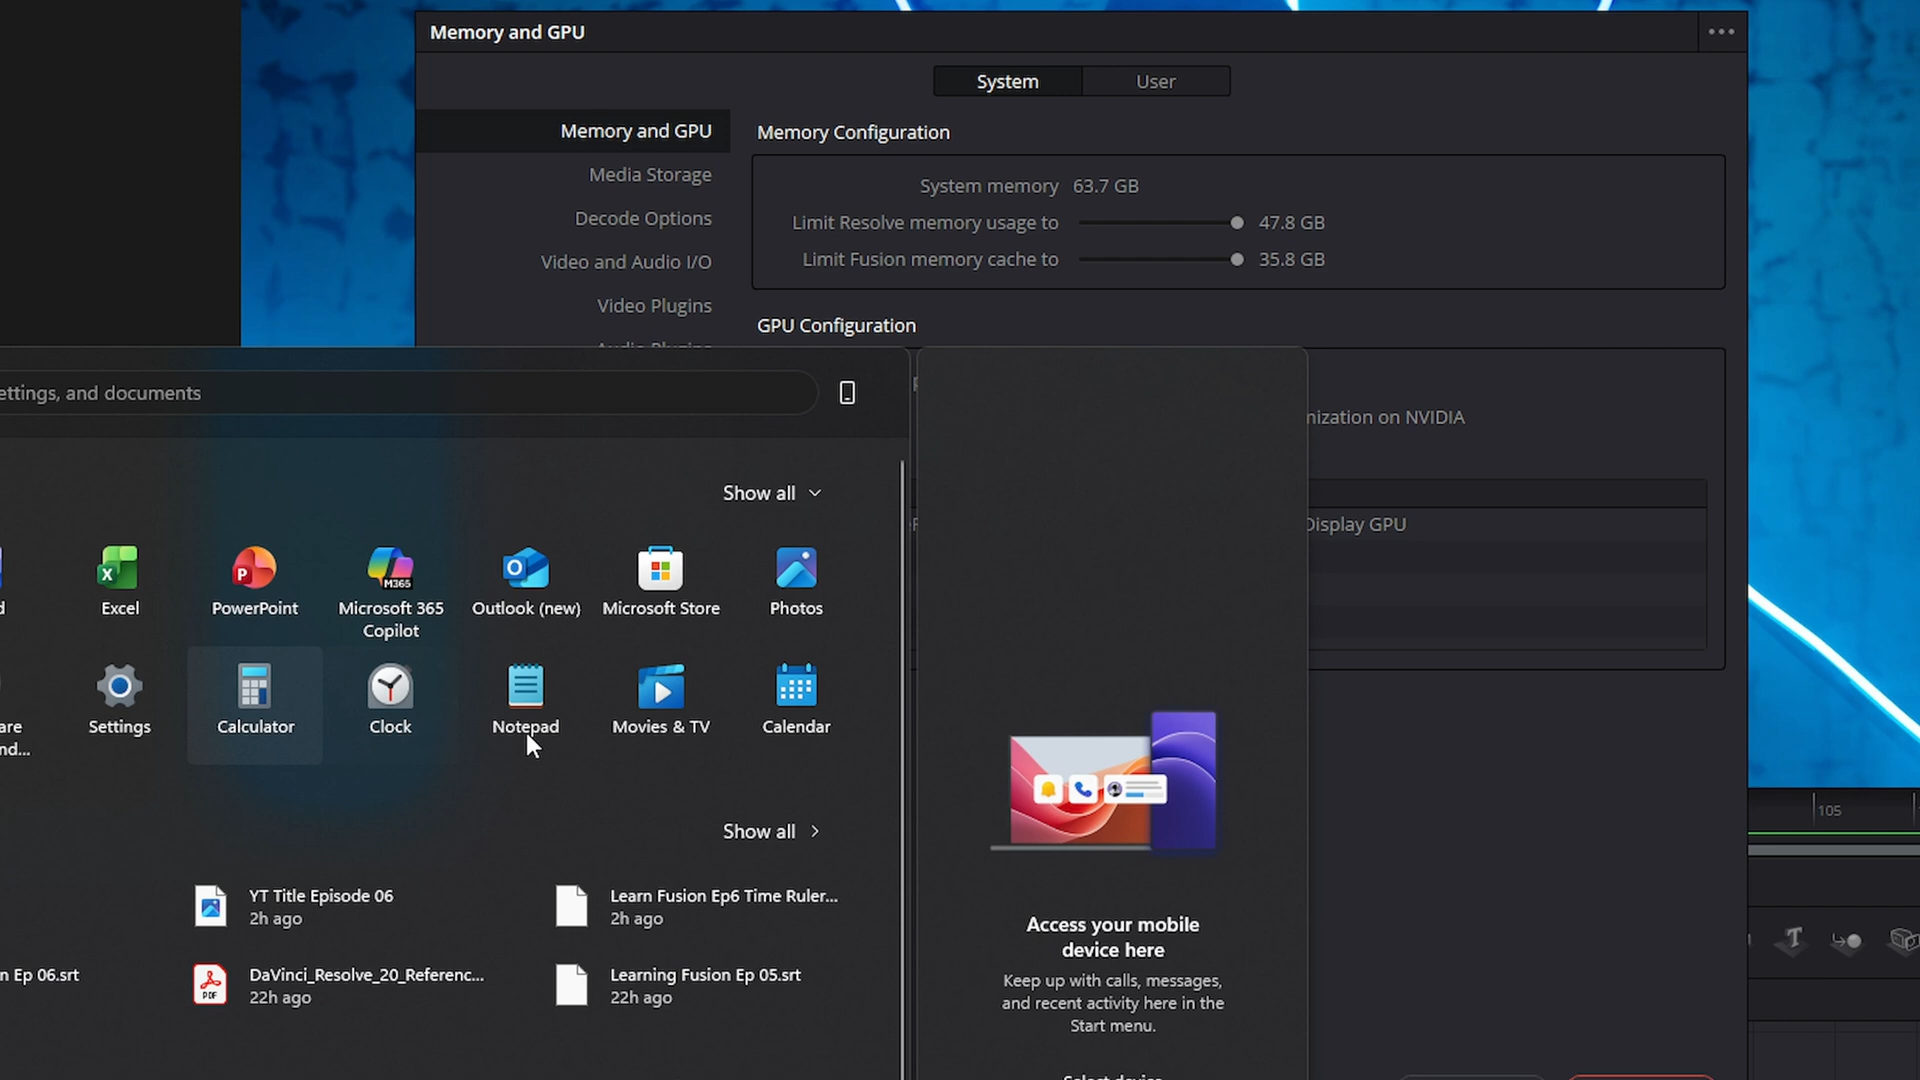 Memory and GPU
System
User
Memory and GPU
Media Storage
Decode Options
Video and Audio I/O
Video Plugins
Audio Plugins
Memory Configuration
System memory 63.7 GB
Limit Resolve memory usage to 47.8 GB
Limit Fusion memory cache to 35.8 GB
GPU Configuration
nization on NVIDIA
Display GPU
ettings, and documents
Show all
Excel
PowerPoint
M365
Microsoft 365
Copilot
Outlook (new)
Microsoft Store
Photos
are
nd...
Settings
Calculator
Clock
Notepad
Movies & TV
Calendar
Show all
YT Title Episode 06
2h ago
Learn Fusion Ep6 Time Ruler...
2h ago
n Ep 06.srt
PDF
DaVinci_Resolve_20_Referenc...
22h ago
Learning Fusion Ep 05.srt
22h ago
Access your mobile
device here
Keep up with calls, messages,
and recent activity here in the
Start menu.
105